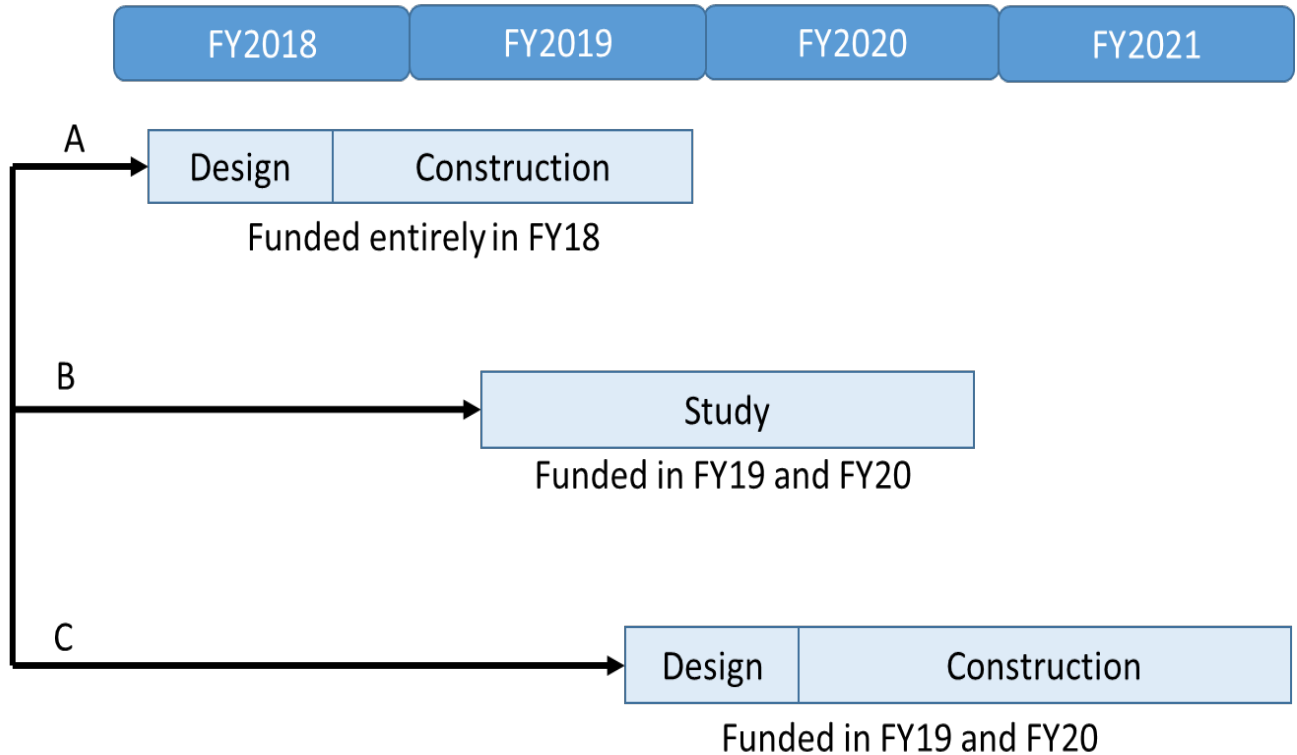 FY2018 FY2019 FY2020 FY2021
A
Design Construction
Funded entirely in FY18
B
Study
Funded in FY19 and FY20
C
Design Construction
Funded in FY19 and FY20